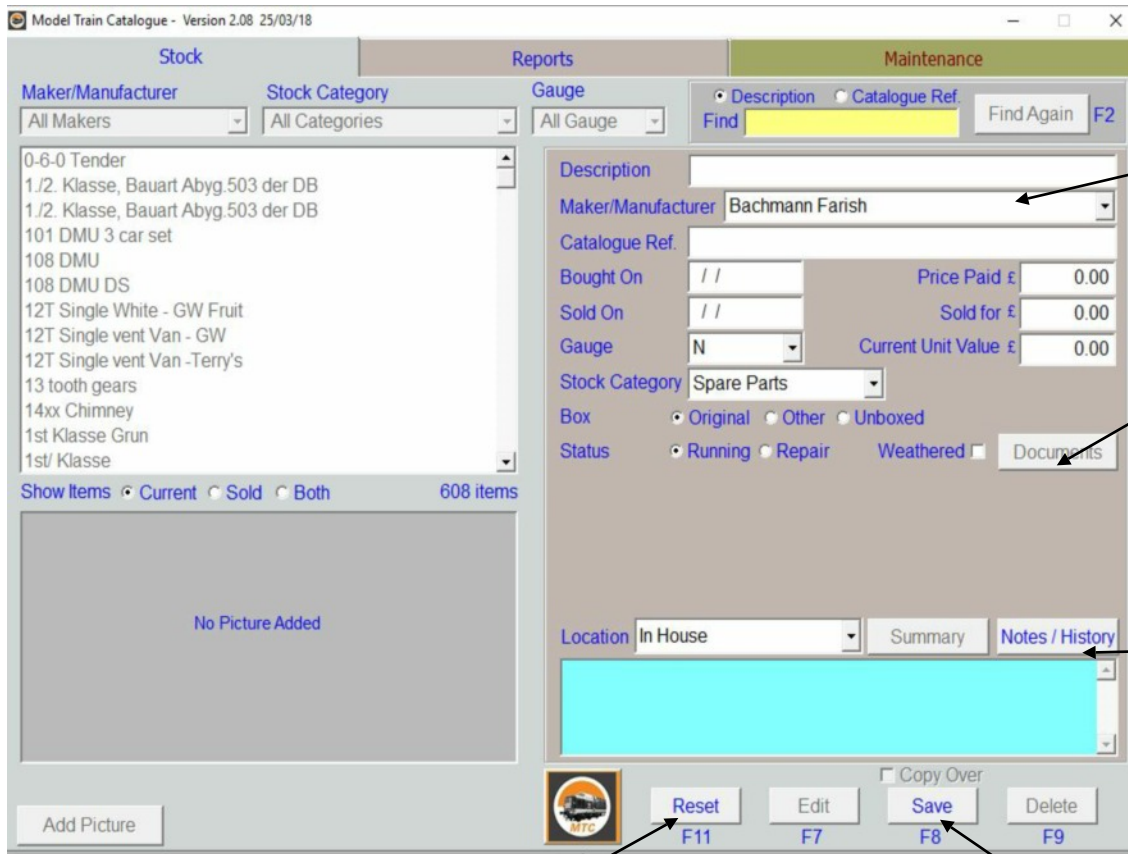 Model Train Catalogue - Version 2.08 25/03/18
Stock
Reports
Maintenance
Maker/Manufacturer
Stock Category
Gauge
All Makers
All Categories
All Gauge
Description
Catalogue Ref.
Find
Find Again
F2
0-6-0 Tender
1./2. Klasse, Bauart Abyg.503 der DB
1./2. Klasse, Bauart Abyg.503 der DB
101 DMU 3 car set
108 DMU
108 DMU DS
12T Single White - GW Fruit
12T Single vent Van - GW
12T Single vent Van -Terry's
13 tooth gears
14xx Chimney
1st Klasse Grun
1st/ Klasse
Show Items Current Sold Both 608 items
No Picture Added
Add Picture
Description
Maker/Manufacturer Bachmann Farish
Catalogue Ref.
Bought On / / Price Paid £ 0.00
Sold On / / Sold for £ 0.00
Gauge N Current Unit Value £ 0.00
Stock Category Spare Parts
Box Original Other Unboxed
Status Running Repair Weathered Documents
Location In House Summary Notes / History
Copy Over
MTC
Reset Edit Save Delete
F11 F7 F8 F9